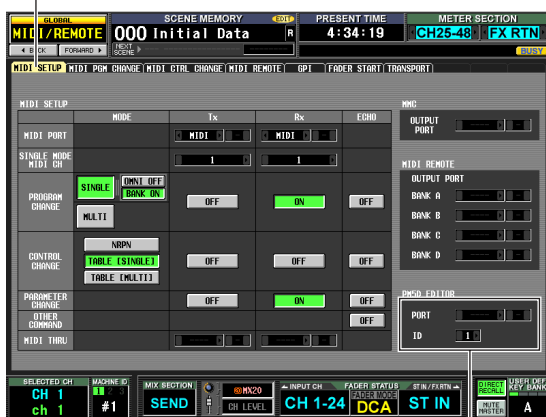 GLOBAL
MIDI/REMOTE
BACK FORWARD
SCENE MEMORY EDIT
000 Initial Data R
NEXT SCENE
PRESENT TIME
4:34:19
METER SECTION
CH25-48 FX RTN
BUSY
MIDI SETUP MIDI PGM CHANGE MIDI CTRL CHANGE MIDI REMOTE GPI FADER START TRANSPORT
MIDI SETUP
MODE Tx Rx ECHO
MIDI PORT MIDI - MIDI -
SINGLE MODE MIDI CH 1 1
PROGRAM CHANGE SINGLE OMNI OFF BANK ON MULTI OFF ON OFF
CONTROL CHANGE NRPN TABLE [SINGLE] TABLE [MULTI] OFF OFF OFF
PARAMETER CHANGE OFF ON OFF
OTHER COMMAND OFF
MIDI THRU ----- - ----- -
MMC
OUTPUT PORT ----- -
MIDI REMOTE
OUTPUT PORT
BANK A ----- -
BANK B ----- -
BANK C ----- -
BANK D ----- -
PM5D EDITOR
PORT ----- -
ID 1
SELECTED CH
CH 1
ch 1
MACHINE ID
1 2
3 4
#1
MIX SECTION
SEND
MX20
CH LEVEL
INPUT CH FADER STATUS ST IN/FXRTN
CH 1-24 FADER MODE DCA ST IN
DIRECT RECALL
MUTE MASTER
USER DEF KEY BANK
A